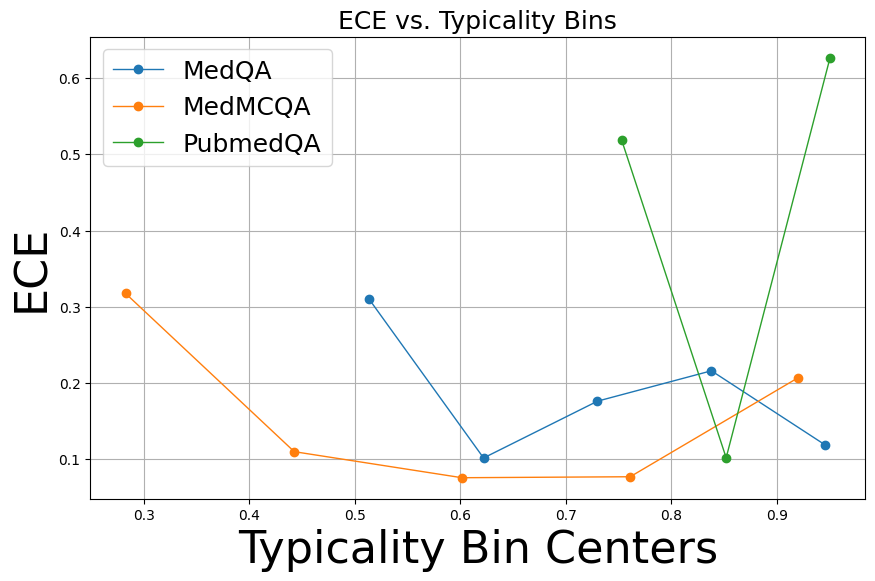 ECE vs. Typicality Bins
MedQA
MedMCQA
PubmedQA
ECE
0.6
0.5
0.4
0.3
0.2
0.1
0.3 0.4 0.5 0.6 0.7 0.8 0.9
Typicality Bin Centers